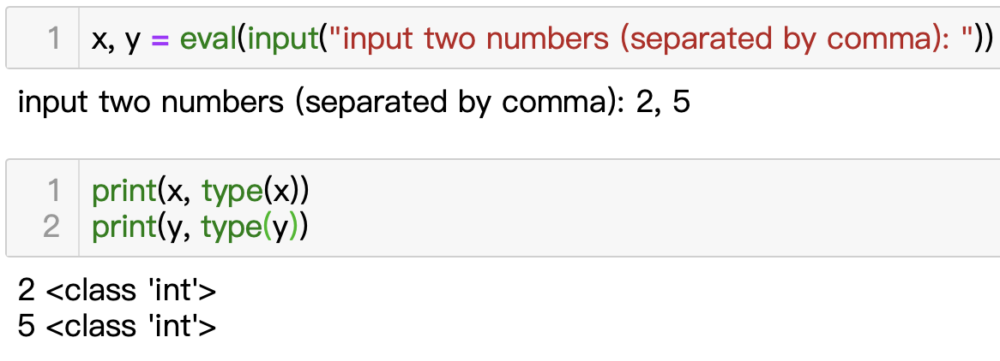 1 x, y = eval(input("input two numbers (separated by comma): "))
input two numbers (separated by comma): 2, 5
1 print(x, type(x))
2 print(y, type(y))
2 <class 'int'>
5 <class 'int'>